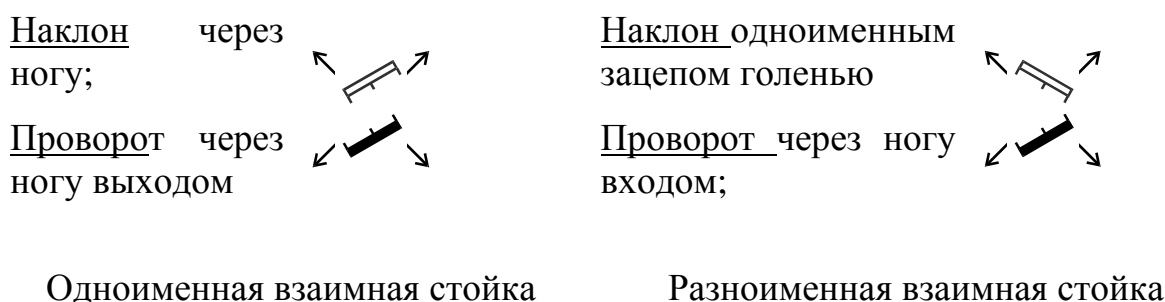 Наклон через
ногу;
Проворот через
ногу выходом
Наклон одноименным
зацепом голенью
Проворот через ногу
входом;
Одноименная взаимная стойка
Разноименная взаимная стойка